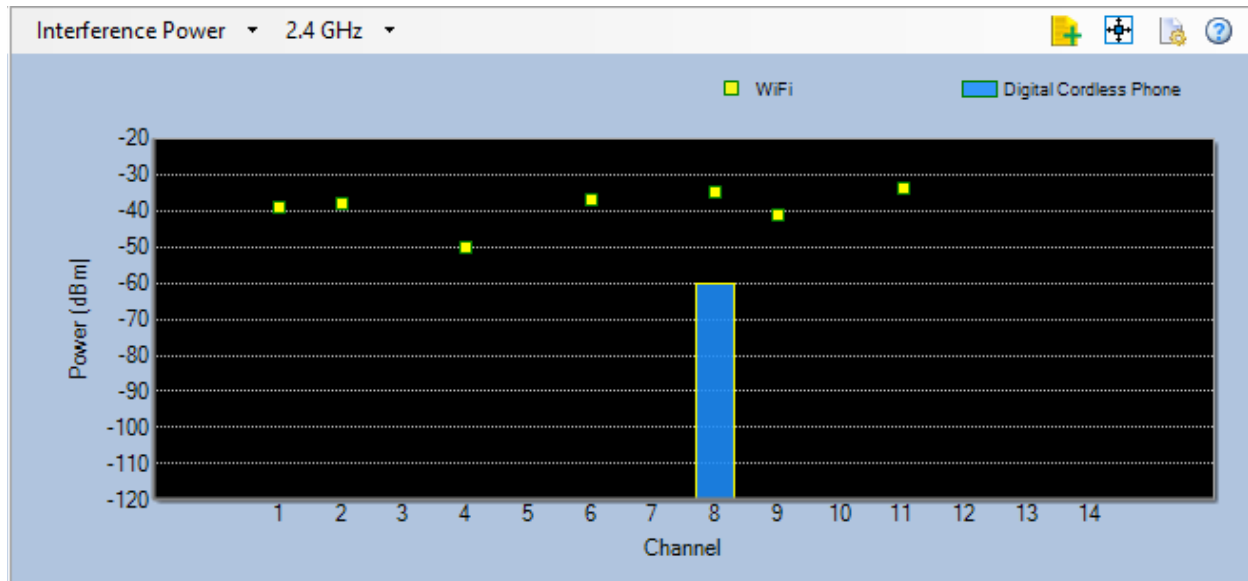 Interference Power 2.4 GHz
WiFi Digital Cordless Phone
-20
-30
-40
-50
-60
-70
-80
-90
-100
-110
-120
Power (dBm)
1 2 3 4 5 6 7 8 9 10 11 12 13 14
Channel